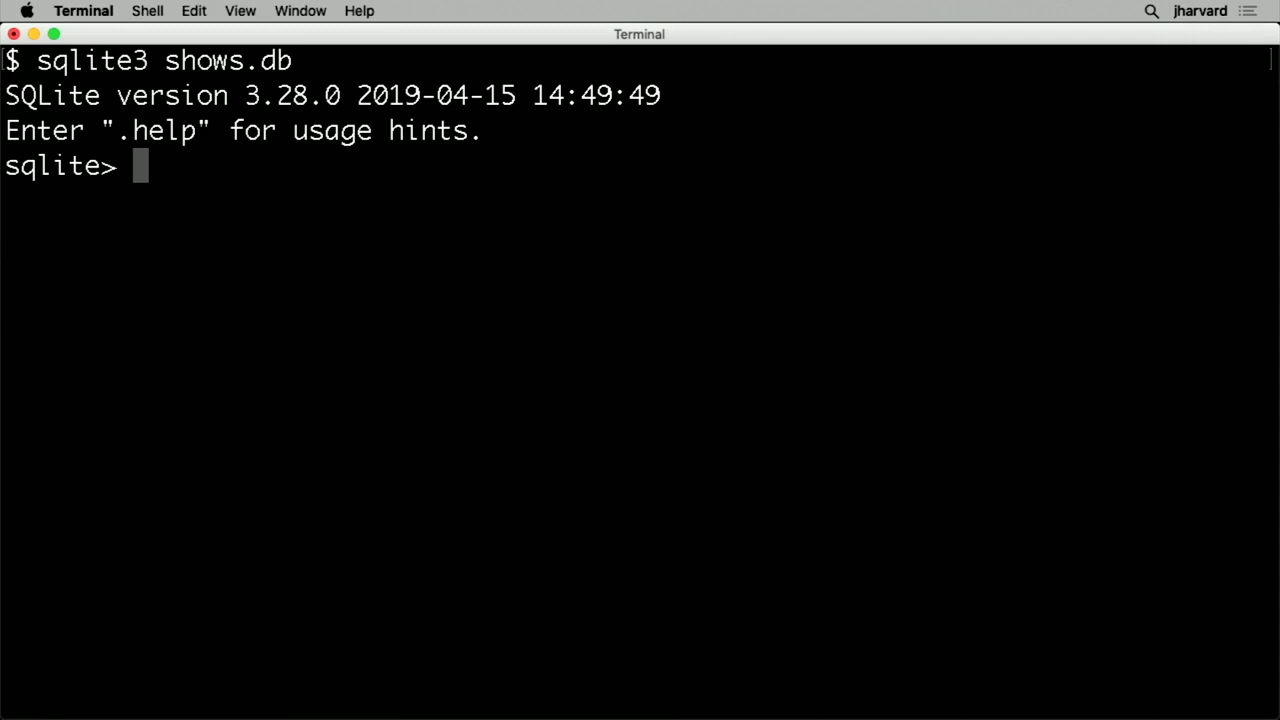 Terminal Shell Edit View Window Help jharvard
Terminal
$ sqlite3 shows.db
SQLite version 3.28.0 2019-04-15 14:49:49
Enter ".help" for usage hints.
sqlite>